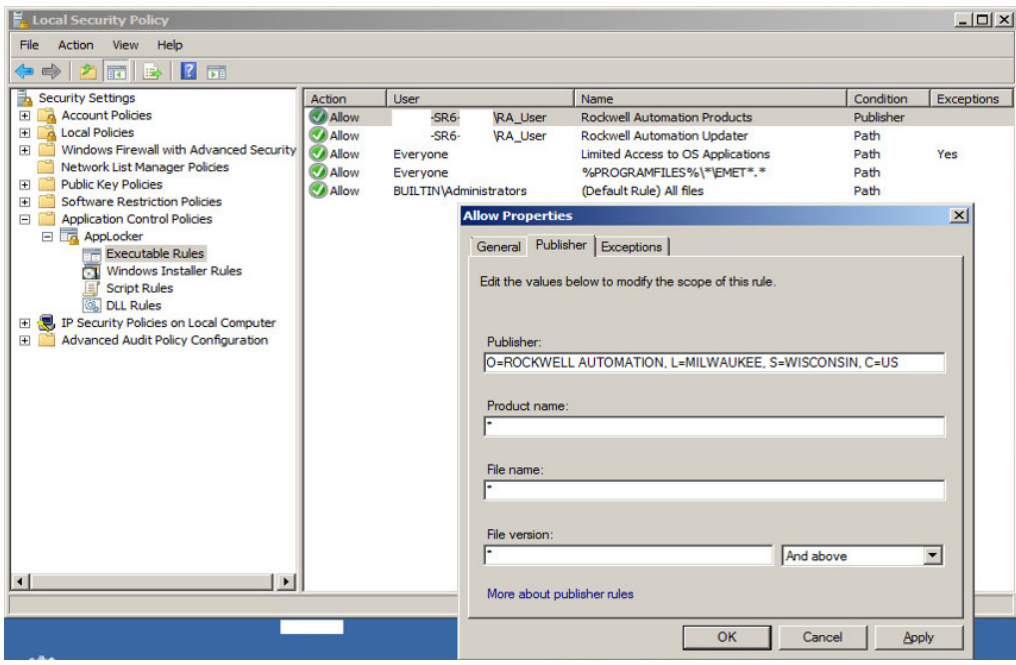 Local Security Policy
File Action View Help
Security Settings
Account Policies
Local Policies
Windows Firewall with Advanced Security
Network List Manager Policies
Public Key Policies
Software Restriction Policies
Application Control Policies
AppLocker
Executable Rules
Windows Installer Rules
Script Rules
DLL Rules
IP Security Policies on Local Computer
Advanced Audit Policy Configuration
Action User Name Condition Exceptions
Allow -SR6- \RA_User Rockwell Automation Products Publisher
Allow -SR6- \RA_User Rockwell Automation Updater Path
Allow Everyone Limited Access to OS Applications Path Yes
Allow Everyone %PROGRAMFILES%\*\EMET*.* Path
Allow BUILTIN\Administrators (Default Rule) All files Path
Allow Properties
General Publisher Exceptions
Edit the values below to modify the scope of this rule.
Publisher:
O=ROCKWELL AUTOMATION, L=MILWAUKEE, S=WISCONSIN, C=US
Product name:
*
File name:
*
File version:
* And above
More about publisher rules
OK Cancel Apply